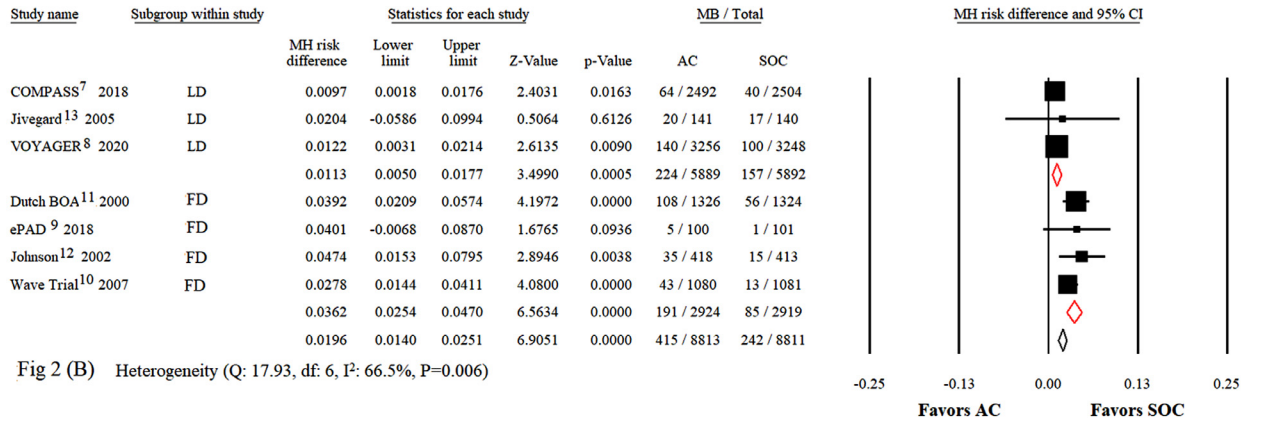 Study name Subgroup within study Statistics for each study MB / Total MH risk difference and 95% CI
MH risk difference Lower limit Upper limit Z-Value p-Value AC SOC
COMPASS7 2018 LD 0.0097 0.0018 0.0176 2.4031 0.0163 64 / 2492 40 / 2504
Jivegard13 2005 LD 0.0204 -0.0586 0.0994 0.5064 0.6126 20 / 141 17 / 140
VOYAGER8 2020 LD 0.0122 0.0031 0.0214 2.6135 0.0090 140 / 3256 100 / 3248
0.0113 0.0050 0.0177 3.4990 0.0005 224 / 5889 157 / 5892
Dutch BOA11 2000 FD 0.0392 0.0209 0.0574 4.1972 0.0000 108 / 1326 56 / 1324
ePAD 9 2018 FD 0.0401 -0.0068 0.0870 1.6765 0.0936 5 / 100 1 / 101
Johnson12 2002 FD 0.0474 0.0153 0.0795 2.8946 0.0038 35 / 418 15 / 413
Wave Trial10 2007 FD 0.0278 0.0144 0.0411 4.0800 0.0000 43 / 1080 13 / 1081
0.0362 0.0254 0.0470 6.5634 0.0000 191 / 2924 85 / 2919
0.0196 0.0140 0.0251 6.9051 0.0000 415 / 8813 242 / 8811
Fig 2 (B) Heterogeneity (Q: 17.93, df: 6, I2: 66.5%, P=0.006)
-0.25 -0.13 0.00 0.13 0.25
Favors AC Favors SOC